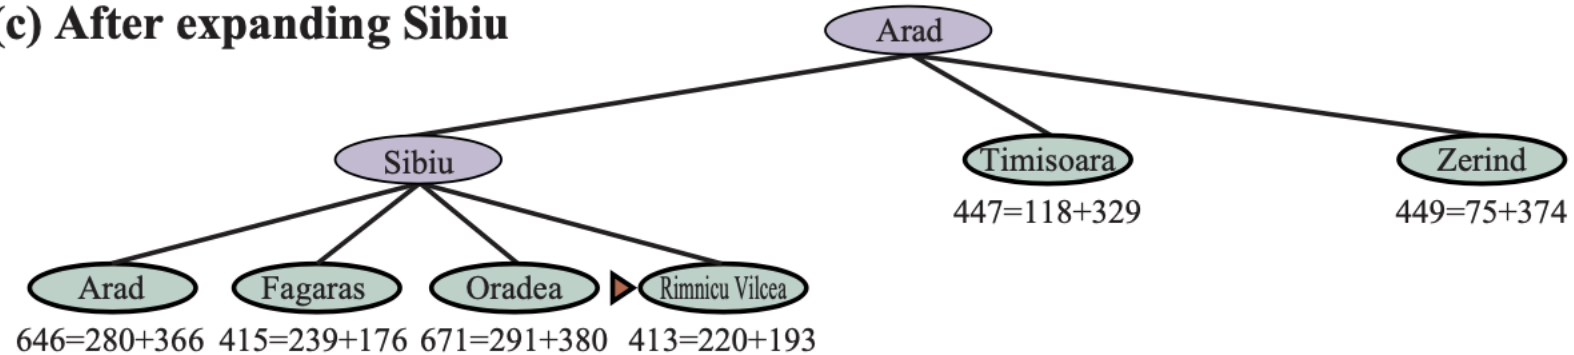 (c) After expanding Sibiu
Arad
Sibiu
Timisoara
Zerind
447=118+329
449=75+374
Arad
Fagaras
Oradea
Rimnicu Vilcea
646=280+366
415=239+176
671=291+380
413=220+193